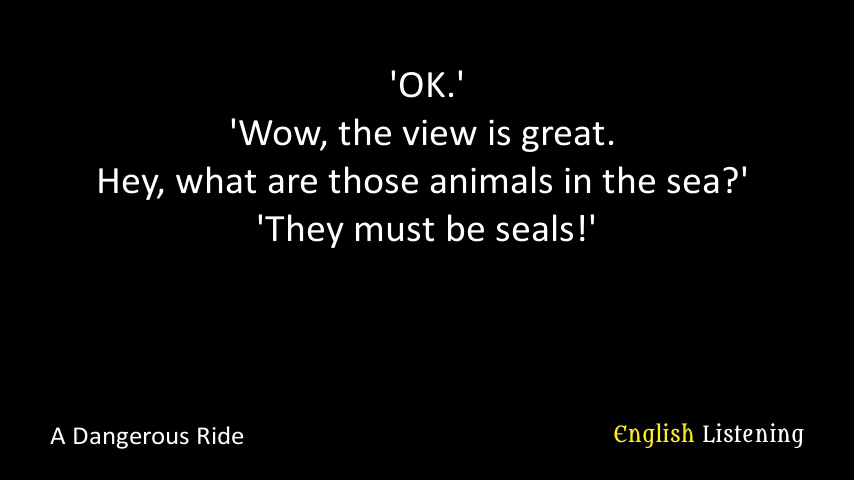 'OK.'
'Wow, the view is great.
Hey, what are those animals in the sea?'
'They must be seals!'
A Dangerous Ride
English Listening